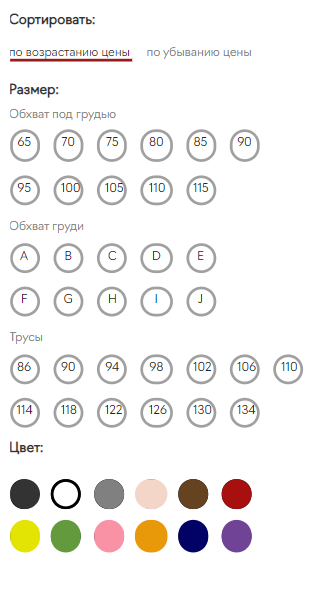 Сортировать:
по возрастанию цены по убыванию цены
Размер:
Обхват под грудью
65 70 75 80 85 90
95 100 105 110 115
Обхват груди
A B C D E
F G H I J
Трусы
86 90 94 98 102 106 110
114 118 122 126 130 134
Цвет: